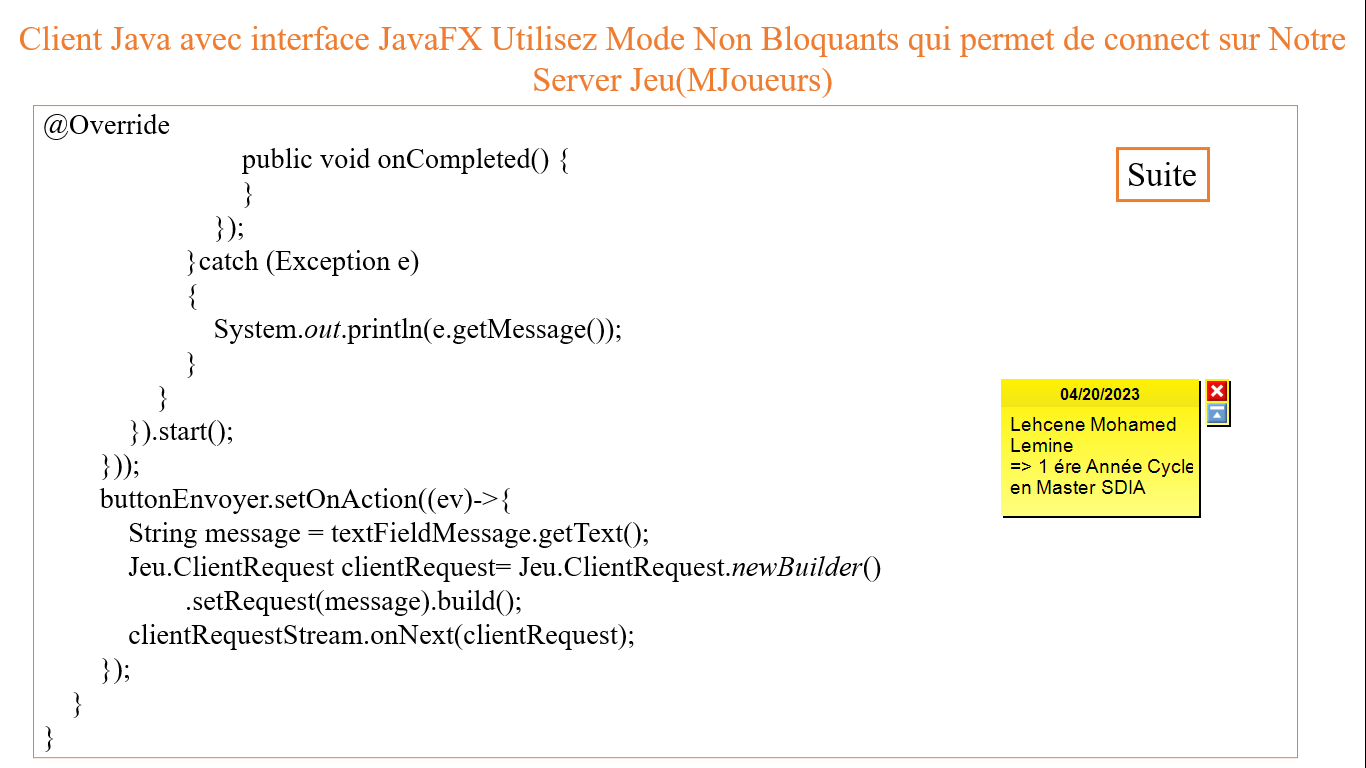 Client Java avec interface JavaFX Utilisez Mode Non Bloquants qui permet de connect sur Notre
Server Jeu(MJoueurs)
@Override
public void onCompleted() {
}
});
}catch (Exception e)
{
System.out.println(e.getMessage());
}
}
}).start();
}));
buttonEnvoyer.setOnAction((ev)->{
String message = textFieldMessage.getText();
Jeu.ClientRequest clientRequest= Jeu.ClientRequest.newBuilder()
.setRequest(message).build();
clientRequestStream.onNext(clientRequest);
});
}
}
Suite
04/20/2023
Lehcene Mohamed
Lemine
=> 1 ére Année Cycle
en Master SDIA